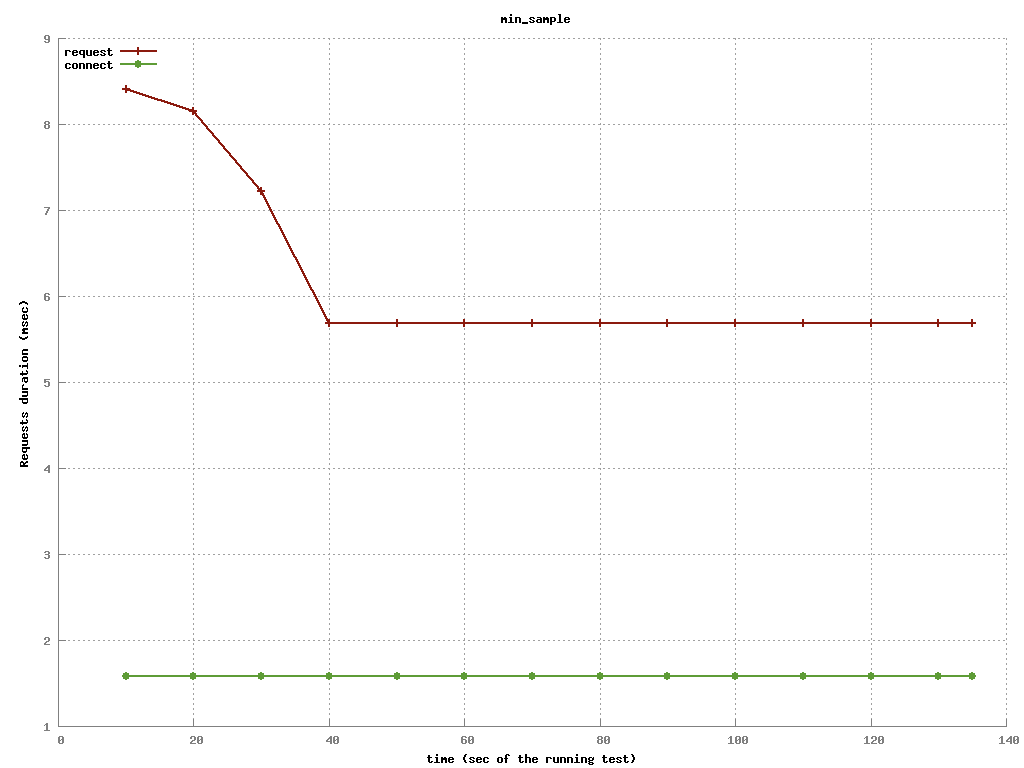 min_sample
9
request
connect
8
7
6
5
4
3
2
1
Requests duration (msec)
0 20 40 60 80 100 120 140
time (sec of the running test)